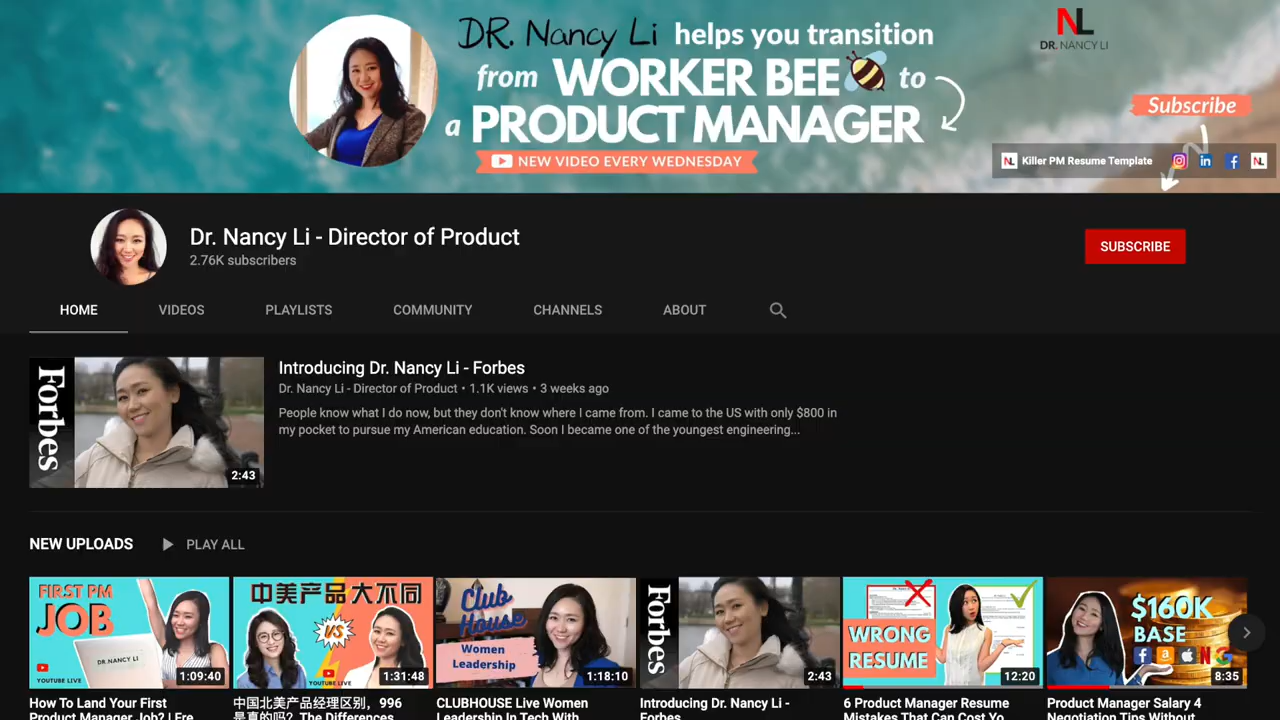 DR. Nancy Li helps you transition
from WORKER BEE to
a PRODUCT MANAGER
NEW VIDEO EVERY WEDNESDAY
NL
DR. NANCY LI
Subscribe
NL Killer PM Resume Template
Dr. Nancy Li - Director of Product
2.76K subscribers
SUBSCRIBE
HOME VIDEOS PLAYLISTS COMMUNITY CHANNELS ABOUT
Forbes
2:43
Introducing Dr. Nancy Li - Forbes
Dr. Nancy Li - Director of Product • 1.1K views • 3 weeks ago
People know what I do now, but they don't know where I came from. I came to the US with only $800 in
my pocket to pursue my American education. Soon I became one of the youngest engineering...
NEW UPLOADS PLAY ALL
FIRST PM
JOB
DR.NANCY LI
YOUTUBE LIVE
1:09:40
How To Land Your First
Product Manager Job? | Fre
中美产品大不同
VS
YOUTUBE LIVE
1:31:48
中国北美产品经理区别，996
是真的吗？The Differences
Club
House
Women
Leadership
1:18:10
CLUBHOUSE Live Women
Leadership In Tech With
Forbes
2:43
Introducing Dr. Nancy Li -
Forbes
WRONG
RESUME
12:20
6 Product Manager Resume
Mistakes That Can Cost Yo
$160K
BASE
8:35
Product Manager Salary 4
Negotiation Tips Without